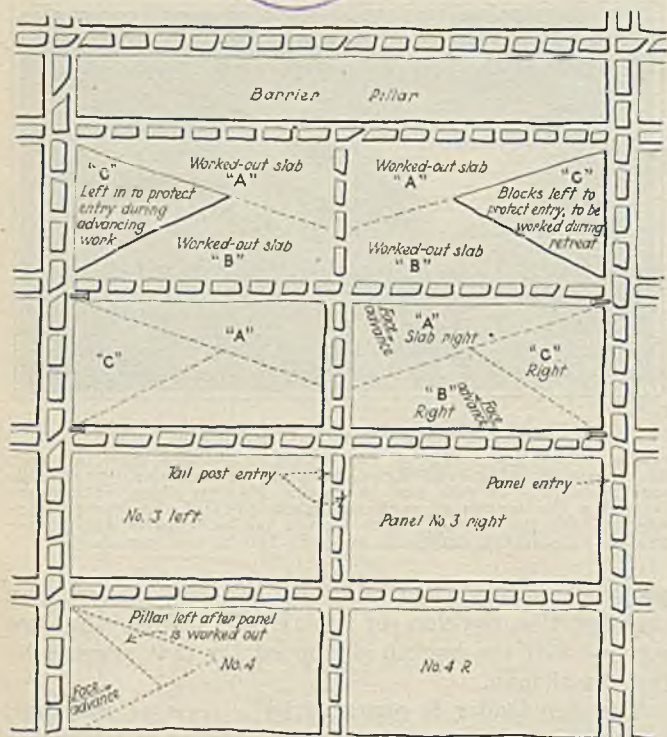 Barrier Pillar
"C"
Left in to protect
entry during
advancing
work
Worked-out slab
"A"
Worked-out slab
"B"
Worked-out slab
"A"
Worked-out slab
"B"
"C"
Blocks left to
protect entry, to be
worked during
retreat
"C"
"A"
Face
advance
"A"
Slab right
"C"
Right
"B"
Right
Face
advance
Tail post entry
Panel entry
No. 3 left
Panel No. 3 right
Pillar left after panel
is worked out
No. 4
Face
advance
No. 4 R